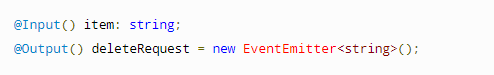 @Input() item: string;
@Output() deleteRequest = new EventEmitter<string>();